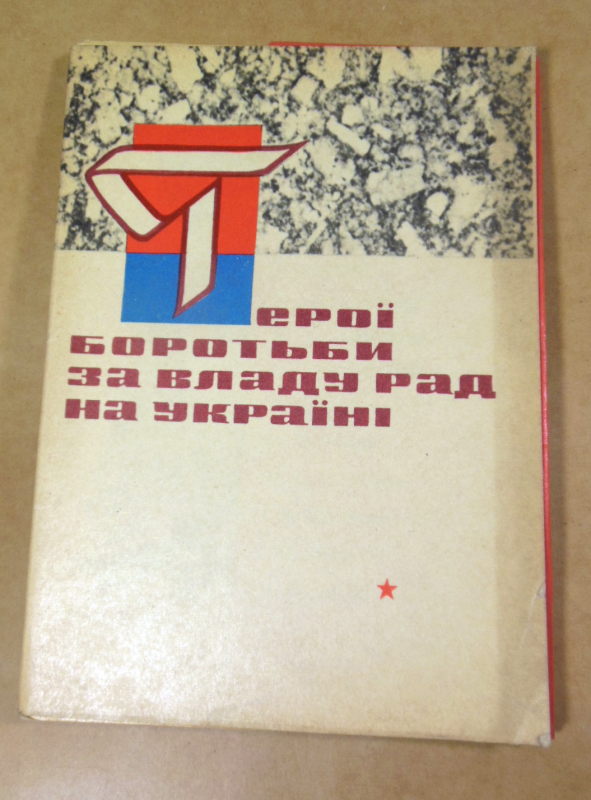 Герої
боротьби
за владу рад
на україні